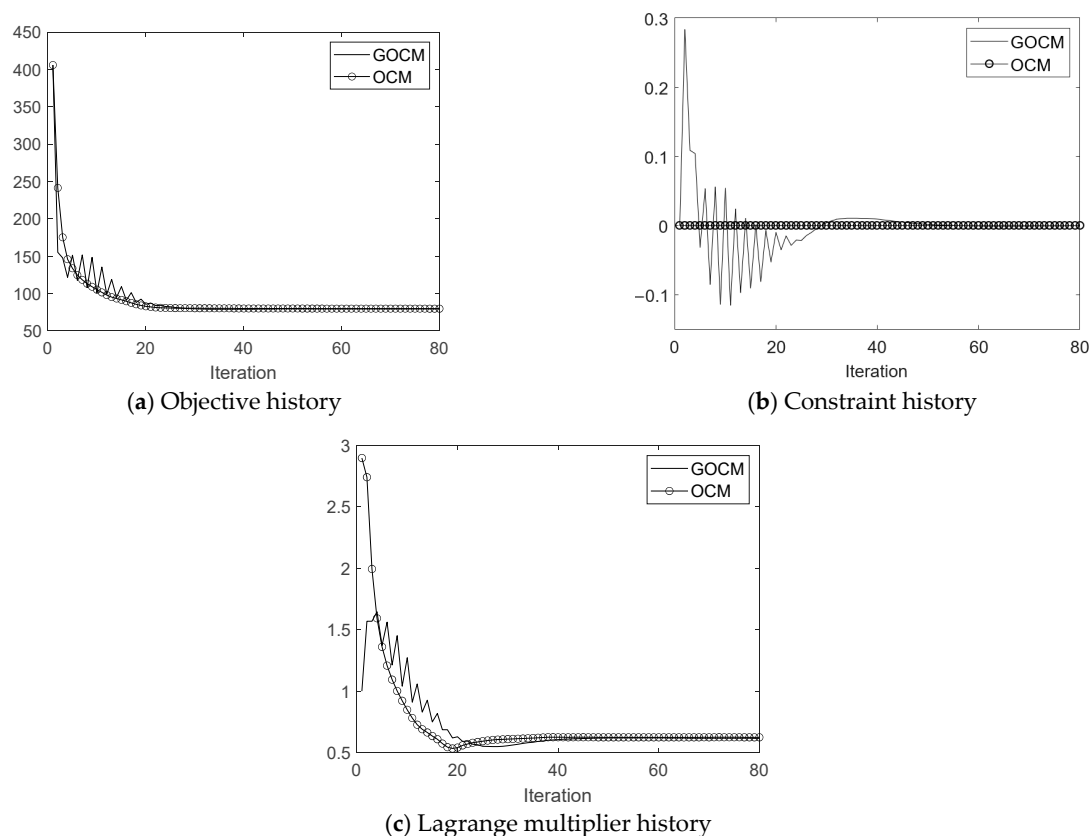 450
400
350
300
250
200
150
100
50
0 20 40 60 80
Iteration
GOCM
OCM
(a) Objective history
0.3
0.2
0.1
0
−0.1
0 20 40 60 80
Iteration
GOCM
OCM
(b) Constraint history
3
2.5
2
1.5
1
0.5
0 20 40 60 80
Iteration
GOCM
OCM
(c) Lagrange multiplier history